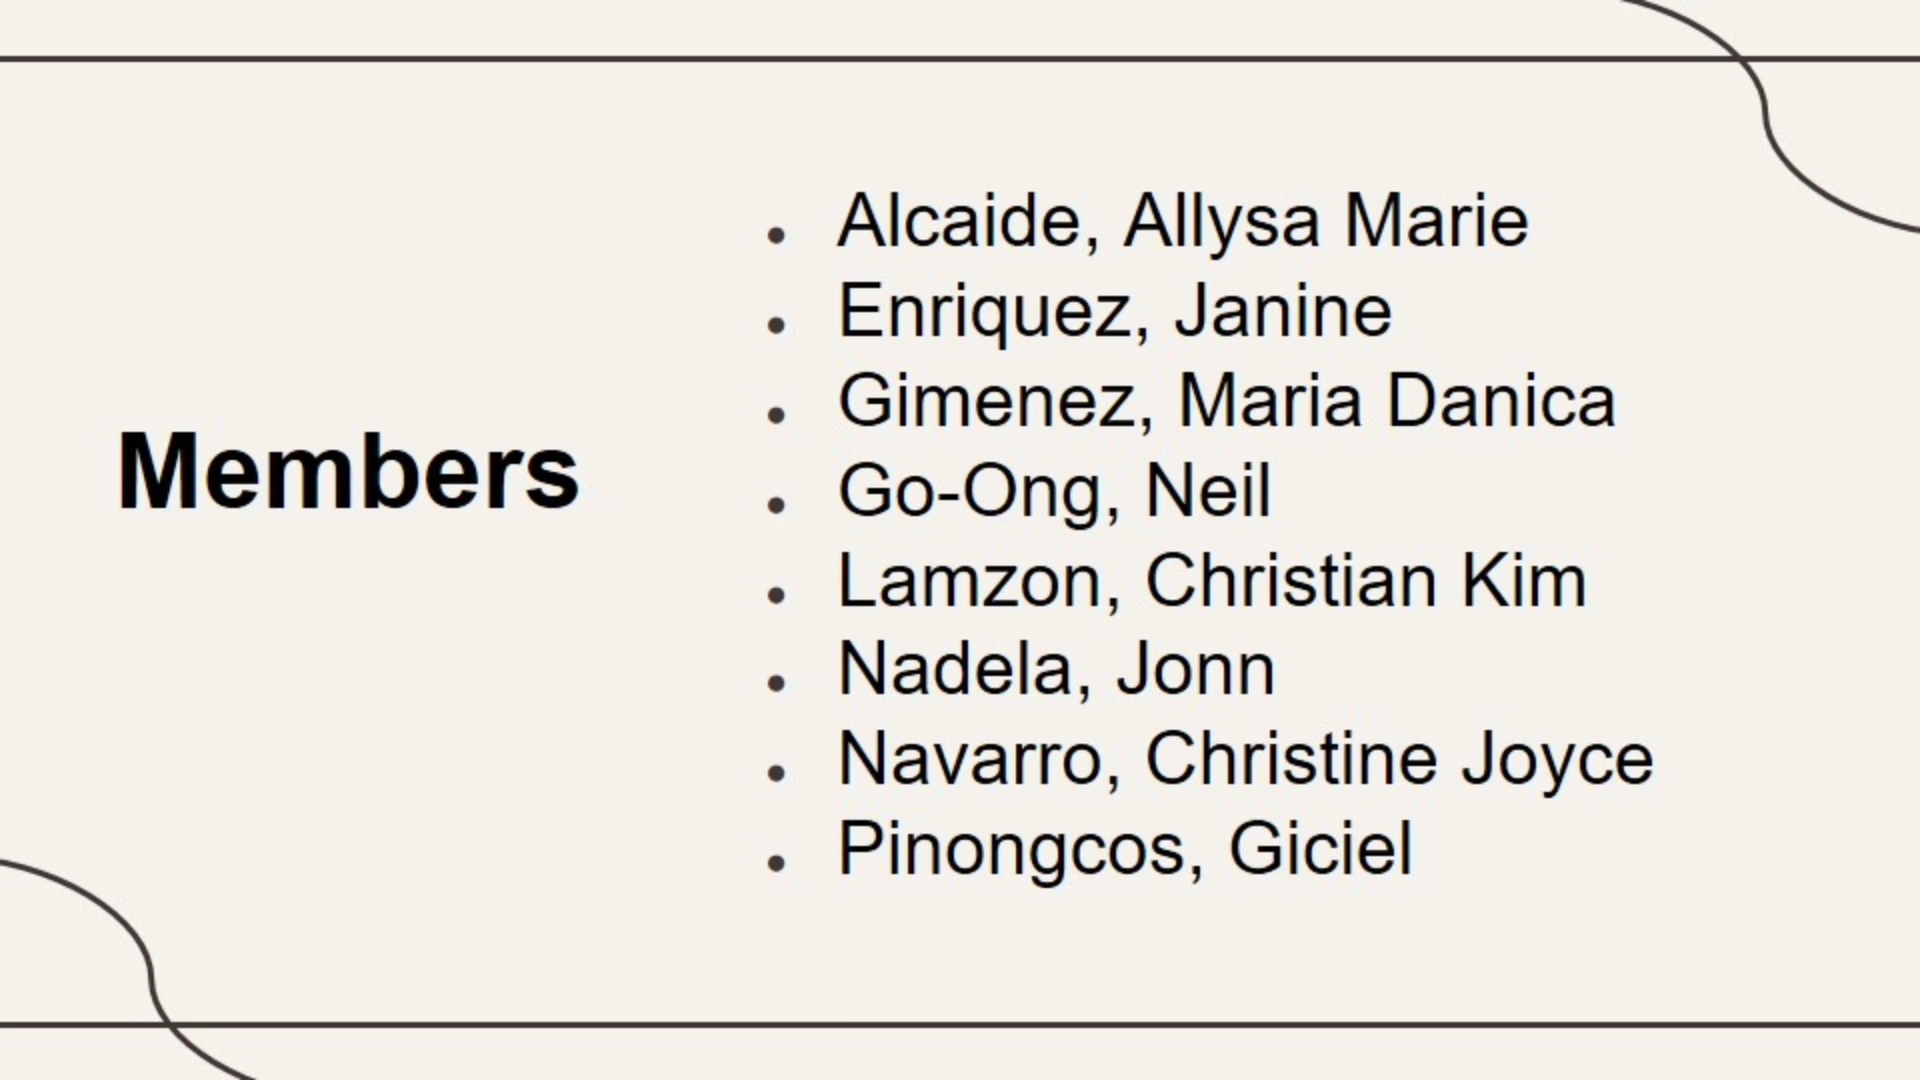 Members
• Alcaide, Allysa Marie
• Enriquez, Janine
• Gimenez, Maria Danica
• Go-Ong, Neil
• Lamzon, Christian Kim
• Nadela, Jonn
• Navarro, Christine Joyce
• Pinongcos, Giciel